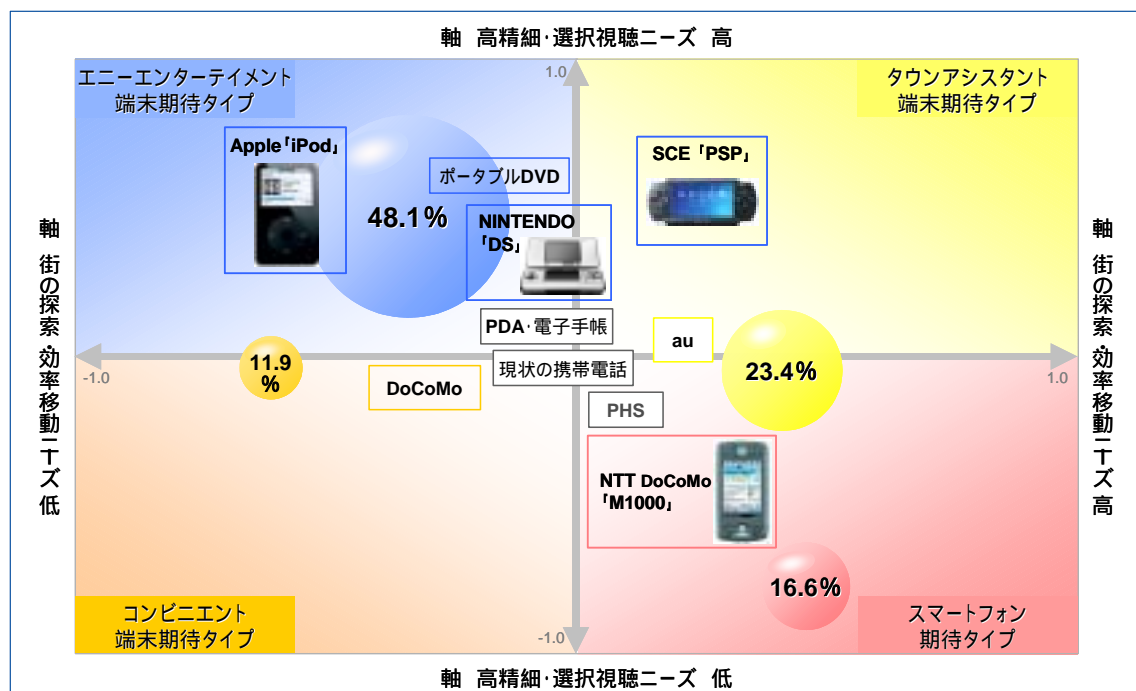 軸 高精細・選択視聴ニーズ 高
エニーエンターテイメント
端末期待タイプ
1.0
タウンアシスタント
端末期待タイプ
Apple「iPod」
ポータブルDVD
SCE「PSP」
48.1%
NINTENDO
「DS」
軸 街の探索・効率移動ニーズ 低
軸 街の探索・効率移動ニーズ 高
PDA・電子手帳
au
11.9
%
現状の携帯電話
23.4%
-1.0
1.0
DoCoMo
PHS
NTT DoCoMo
「M1000」
16.6%
コンビニエント
端末期待タイプ
-1.0
スマートフォン
期待タイプ
軸 高精細・選択視聴ニーズ 低